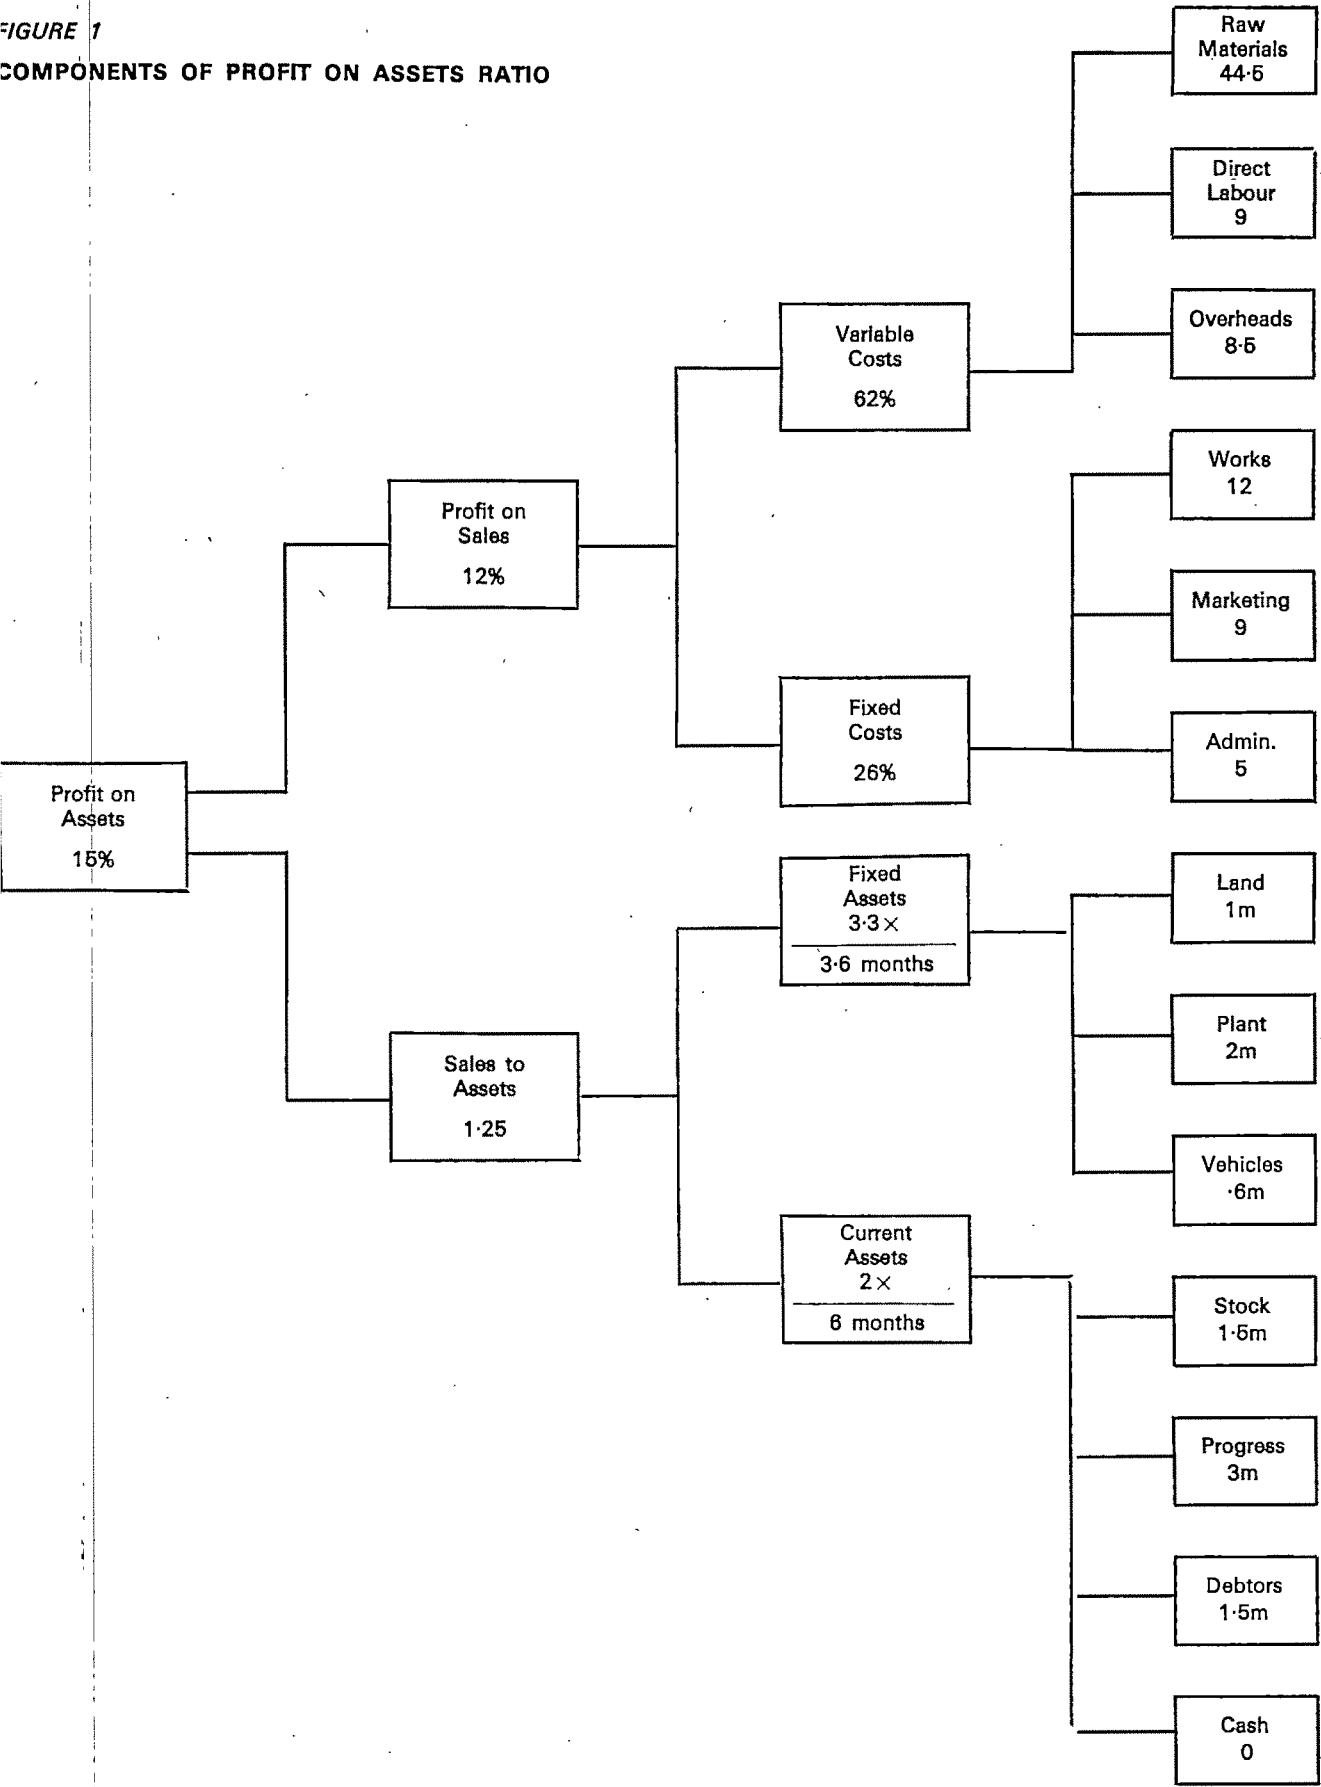 FIGURE 1
COMPONENTS OF PROFIT ON ASSETS RATIO
Raw
Materials
44·5
Direct
Labour
9
Overheads
8·5
Variable
Costs
62%
Works
12
Profit on
Sales
12%
Marketing
9
Fixed
Costs
26%
Admin.
5
Profit on
Assets
15%
Fixed
Assets
3·3×
3·6 months
Land
1m
Plant
2m
Sales to
Assets
1·25
Vehicles
·6m
Current
Assets
2×
6 months
Stock
1·5m
Progress
3m
Debtors
1·5m
Cash
0